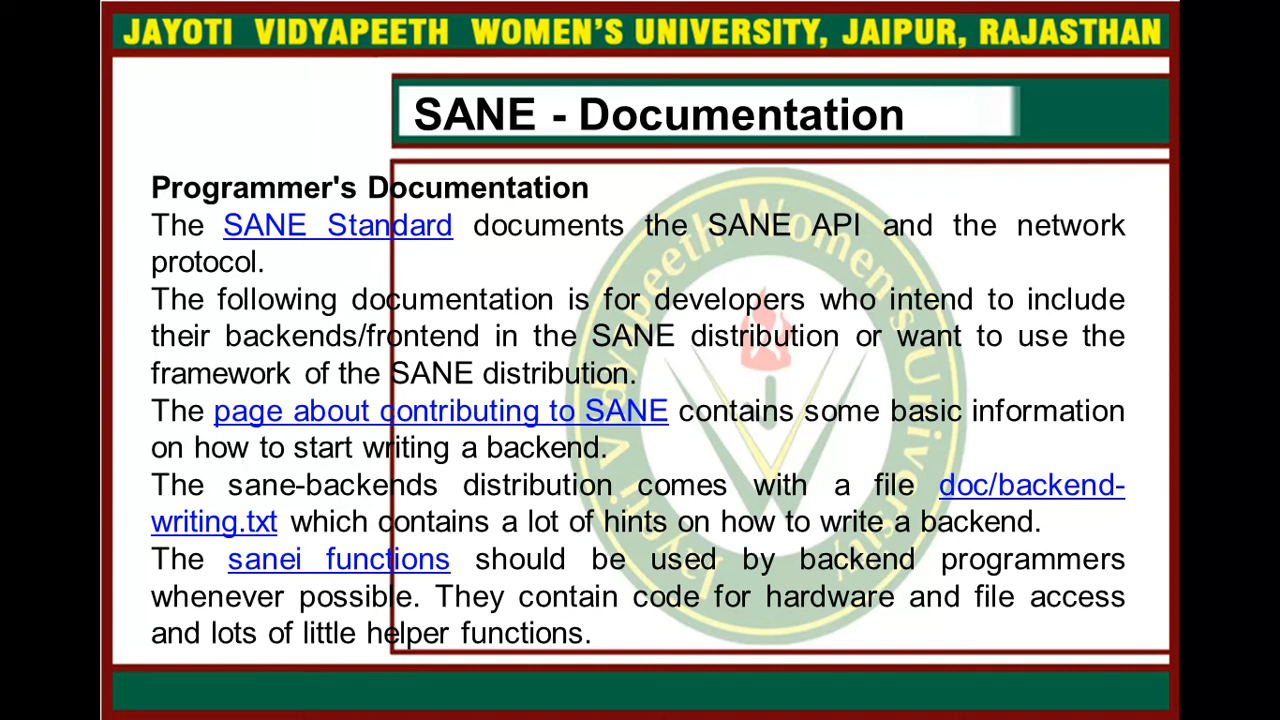 JAYOTI VIDYAPEETH WOMEN'S UNIVERSITY, JAIPUR, RAJASTHAN
SANE - Documentation
Programmer's Documentation
The SANE Standard documents the SANE API and the network
protocol.
The following documentation is for developers who intend to include
their backends/frontend in the SANE distribution or want to use the
framework of the SANE distribution.
The page about contributing to SANE contains some basic information
on how to start writing a backend.
The sane-backends distribution comes with a file doc/backend-
writing.txt which contains a lot of hints on how to write a backend.
The sanei functions should be used by backend programmers
whenever possible. They contain code for hardware and file access
and lots of little helper functions.
Jyoti Vidyapeeth Women's University